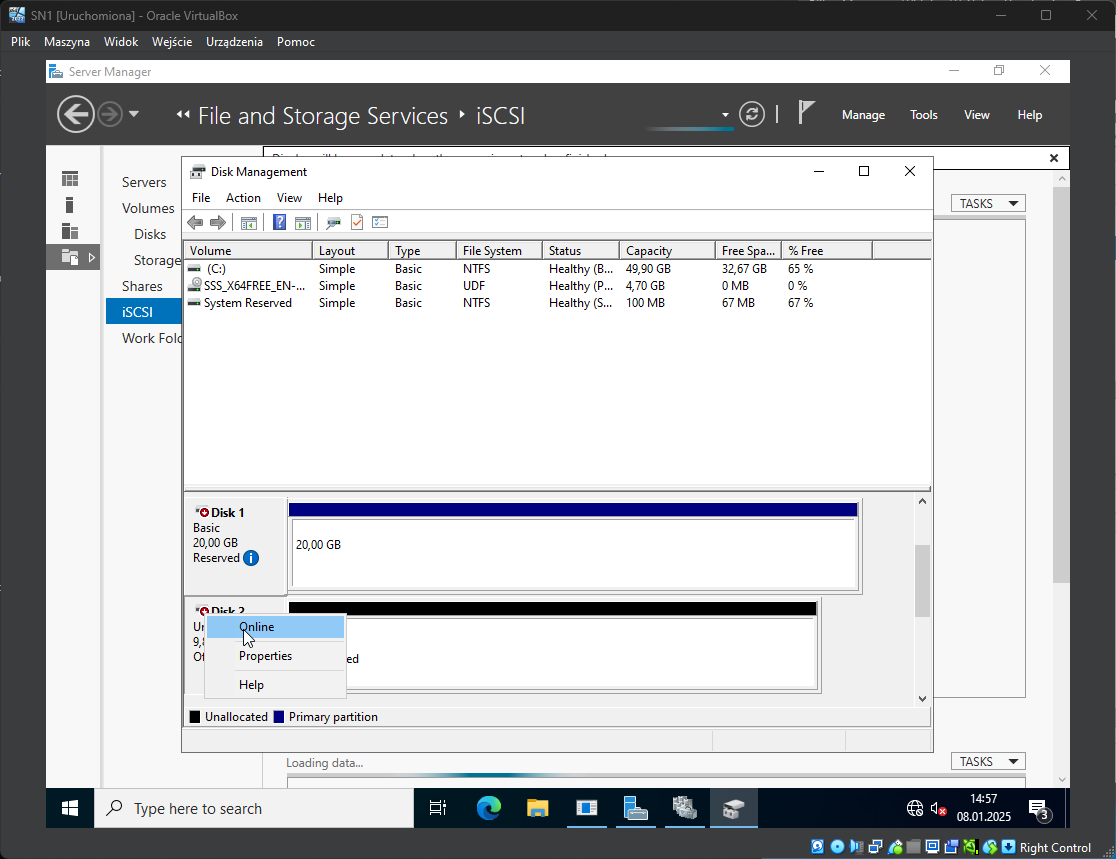 SN1 [Uruchomiona] - Oracle VirtualBox
Plik Maszyna Widok Wejście Urządzenia Pomoc
Server Manager
File and Storage Services iSCSI
Manage Tools View Help
Servers
Volumes
Disks
Storage
Shares
iSCSI
Work Fold
TASKS
Disk Management
File Action View Help
Volume Layout Type File System Status Capacity Free Spa... % Free
(C:) Simple Basic NTFS Healthy (B... 49,90 GB 32,67 GB 65 %
SSS_X64FREE_EN-... Simple Basic UDF Healthy (P... 4,70 GB 0 MB 0 %
System Reserved Simple Basic NTFS Healthy (S... 100 MB 67 MB 67 %
Disk 1
Basic
20,00 GB
Reserved
20,00 GB
Disk 2
Un
9,8
Of
ed
Online
Properties
Help
Unallocated Primary partition
Loading data...
TASKS
Type here to search
14:57
08.01.2025
3
Right Control